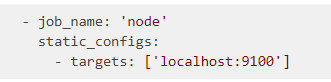 - job_name: 'node'
static_configs:
- targets: ['localhost:9100']